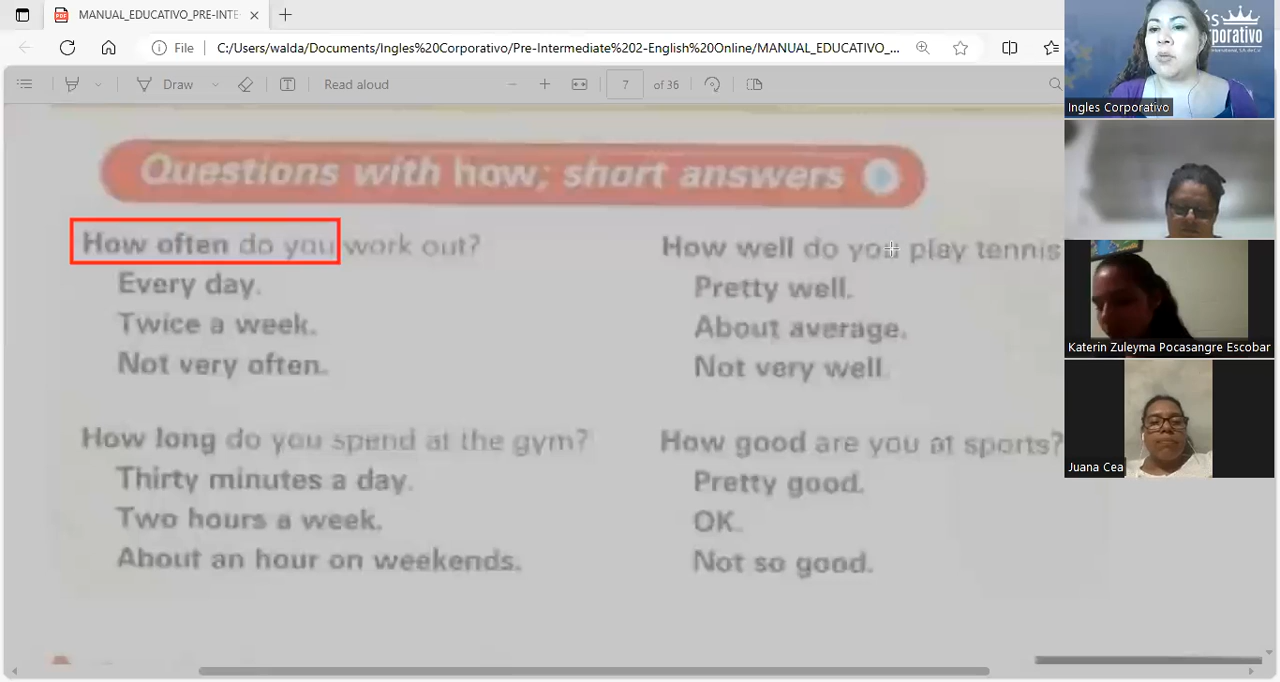 MANUAL_EDUCATIVO_PRE-INTE
File
C:/Users/walda/Documents/Ingles%20Corporativo/Pre-Intermediate%202-English%20Online/MANUAL_EDUCATIVO_...
Draw
Read aloud
7 of 36
Questions with how; short answers
How often do you work out?
Every day.
Twice a week.
Not very often.
How long do you spend at the gym?
Thirty minutes a day.
Two hours a week.
About an hour on weekends.
How well do you play tennis
Pretty well.
About average.
Not very well.
How good are you at sports?
Pretty good.
OK.
Not so good.
Ingles Corporativo
Katerin Zuleyma Pocasangre Escobar
Juana Cea